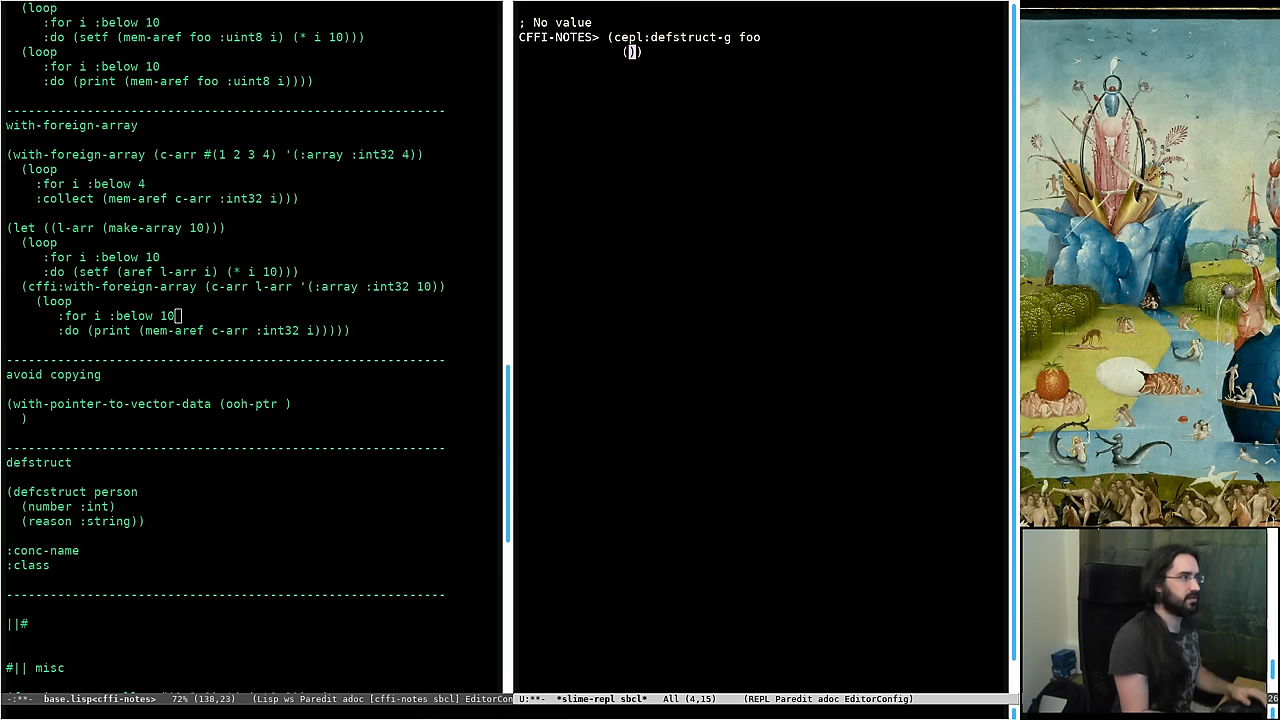 (loop
:for i :below 10
:do (setf (mem-aref foo :uint8 i) (* i 10)))
(loop
:for i :below 10
:do (print (mem-aref foo :uint8 i))))
------------------------------------------------------------
with-foreign-array
(with-foreign-array (c-arr #(1 2 3 4) '(:array :int32 4))
(loop
:for i :below 4
:collect (mem-aref c-arr :int32 i)))
(let ((l-arr (make-array 10)))
(loop
:for i :below 10
:do (setf (aref l-arr i) (* i 10)))
(cffi:with-foreign-array (c-arr l-arr '(:array :int32 10))
(loop
:for i :below 10
:do (print (mem-aref c-arr :int32 i)))))
------------------------------------------------------------
avoid copying
(with-pointer-to-vector-data (ooh-ptr )
)
------------------------------------------------------------
defstruct
(defcstruct person
(number :int)
(reason :string))
:conc-name
:class
------------------------------------------------------------
||#
#|| misc
-:**-  base.lisp<cffi-notes>   72% (138,23)   (Lisp ws Paredit adoc [cffi-notes sbcl] EditorCon
; No value
CFFI-NOTES> (cepl:defstruct-g foo
())
U:**-  *slime-repl sbcl*   All (4,15)   (REPL Paredit adoc EditorConfig)
26